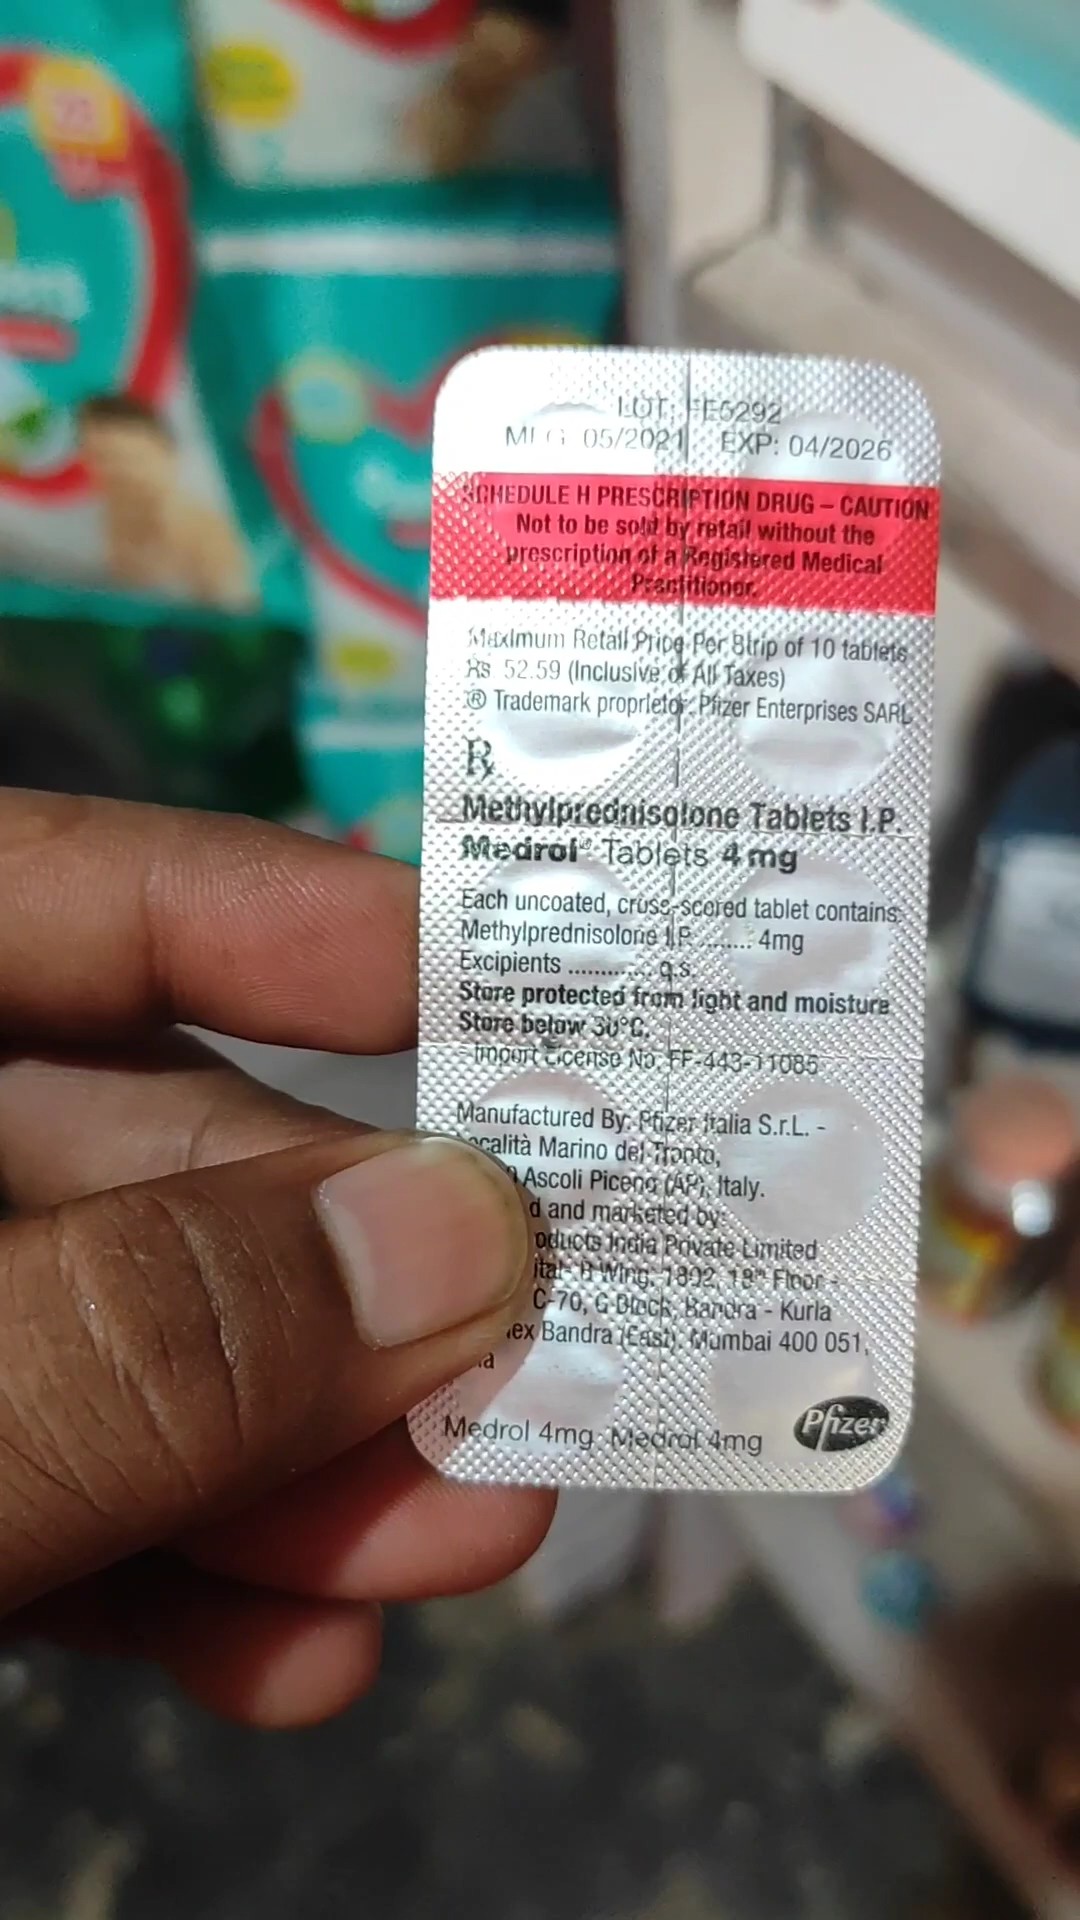 LOT: FE5292
MFG 05/2021 EXP: 04/2026
SCHEDULE H PRESCRIPTION DRUG – CAUTION
Not to be sold by retail without the
prescription of a Registered Medical
Practitioner.
Maximum Retail Price Per Strip of 10 tablets
Rs. 52.59 (Inclusive of All Taxes)
® Trademark proprietor: Pfizer Enterprises SARL
℞
Methylprednisolone Tablets I.P.
Medrol® Tablets 4 mg
Each uncoated, cross-scored tablet contains:
Methylprednisolone I.P. ........ 4mg
Excipients ............. q.s.
Store protected from light and moisture
Store below 30°C.
Import License No. FF-443-11085
Manufactured By: Pfizer Italia S.r.L. -
ocalità Marino del Tronto,
Ascoli Piceno (AP), Italy.
d and marketed by:
oducts India Private Limited
ital- B Wing, 1802, 18th Floor -
C-70, G Block, Bandra - Kurla
lex Bandra (East), Mumbai 400 051,
ia
Medrol 4mg Medrol 4mg
Pfizer